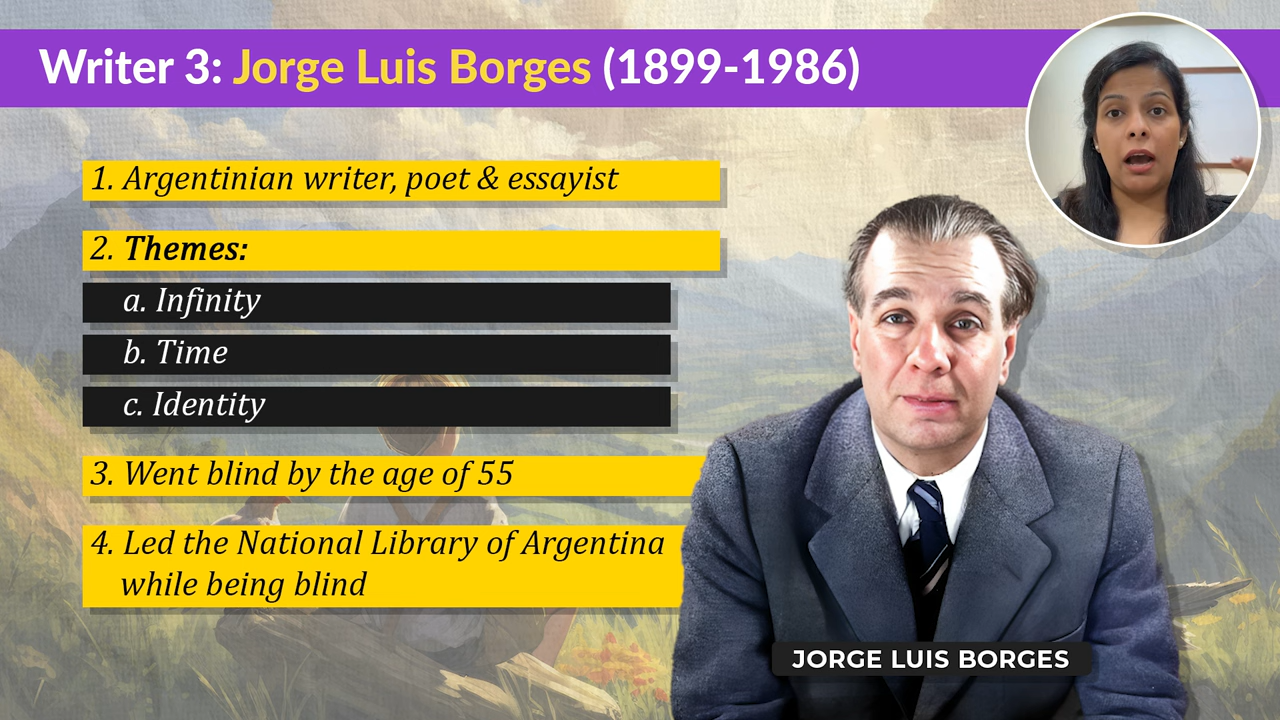 Writer 3: Jorge Luis Borges (1899-1986)
1. Argentinian writer, poet & essayist
2. Themes:
a. Infinity
b. Time
c. Identity
3. Went blind by the age of 55
4. Led the National Library of Argentina
while being blind
JORGE LUIS BORGES